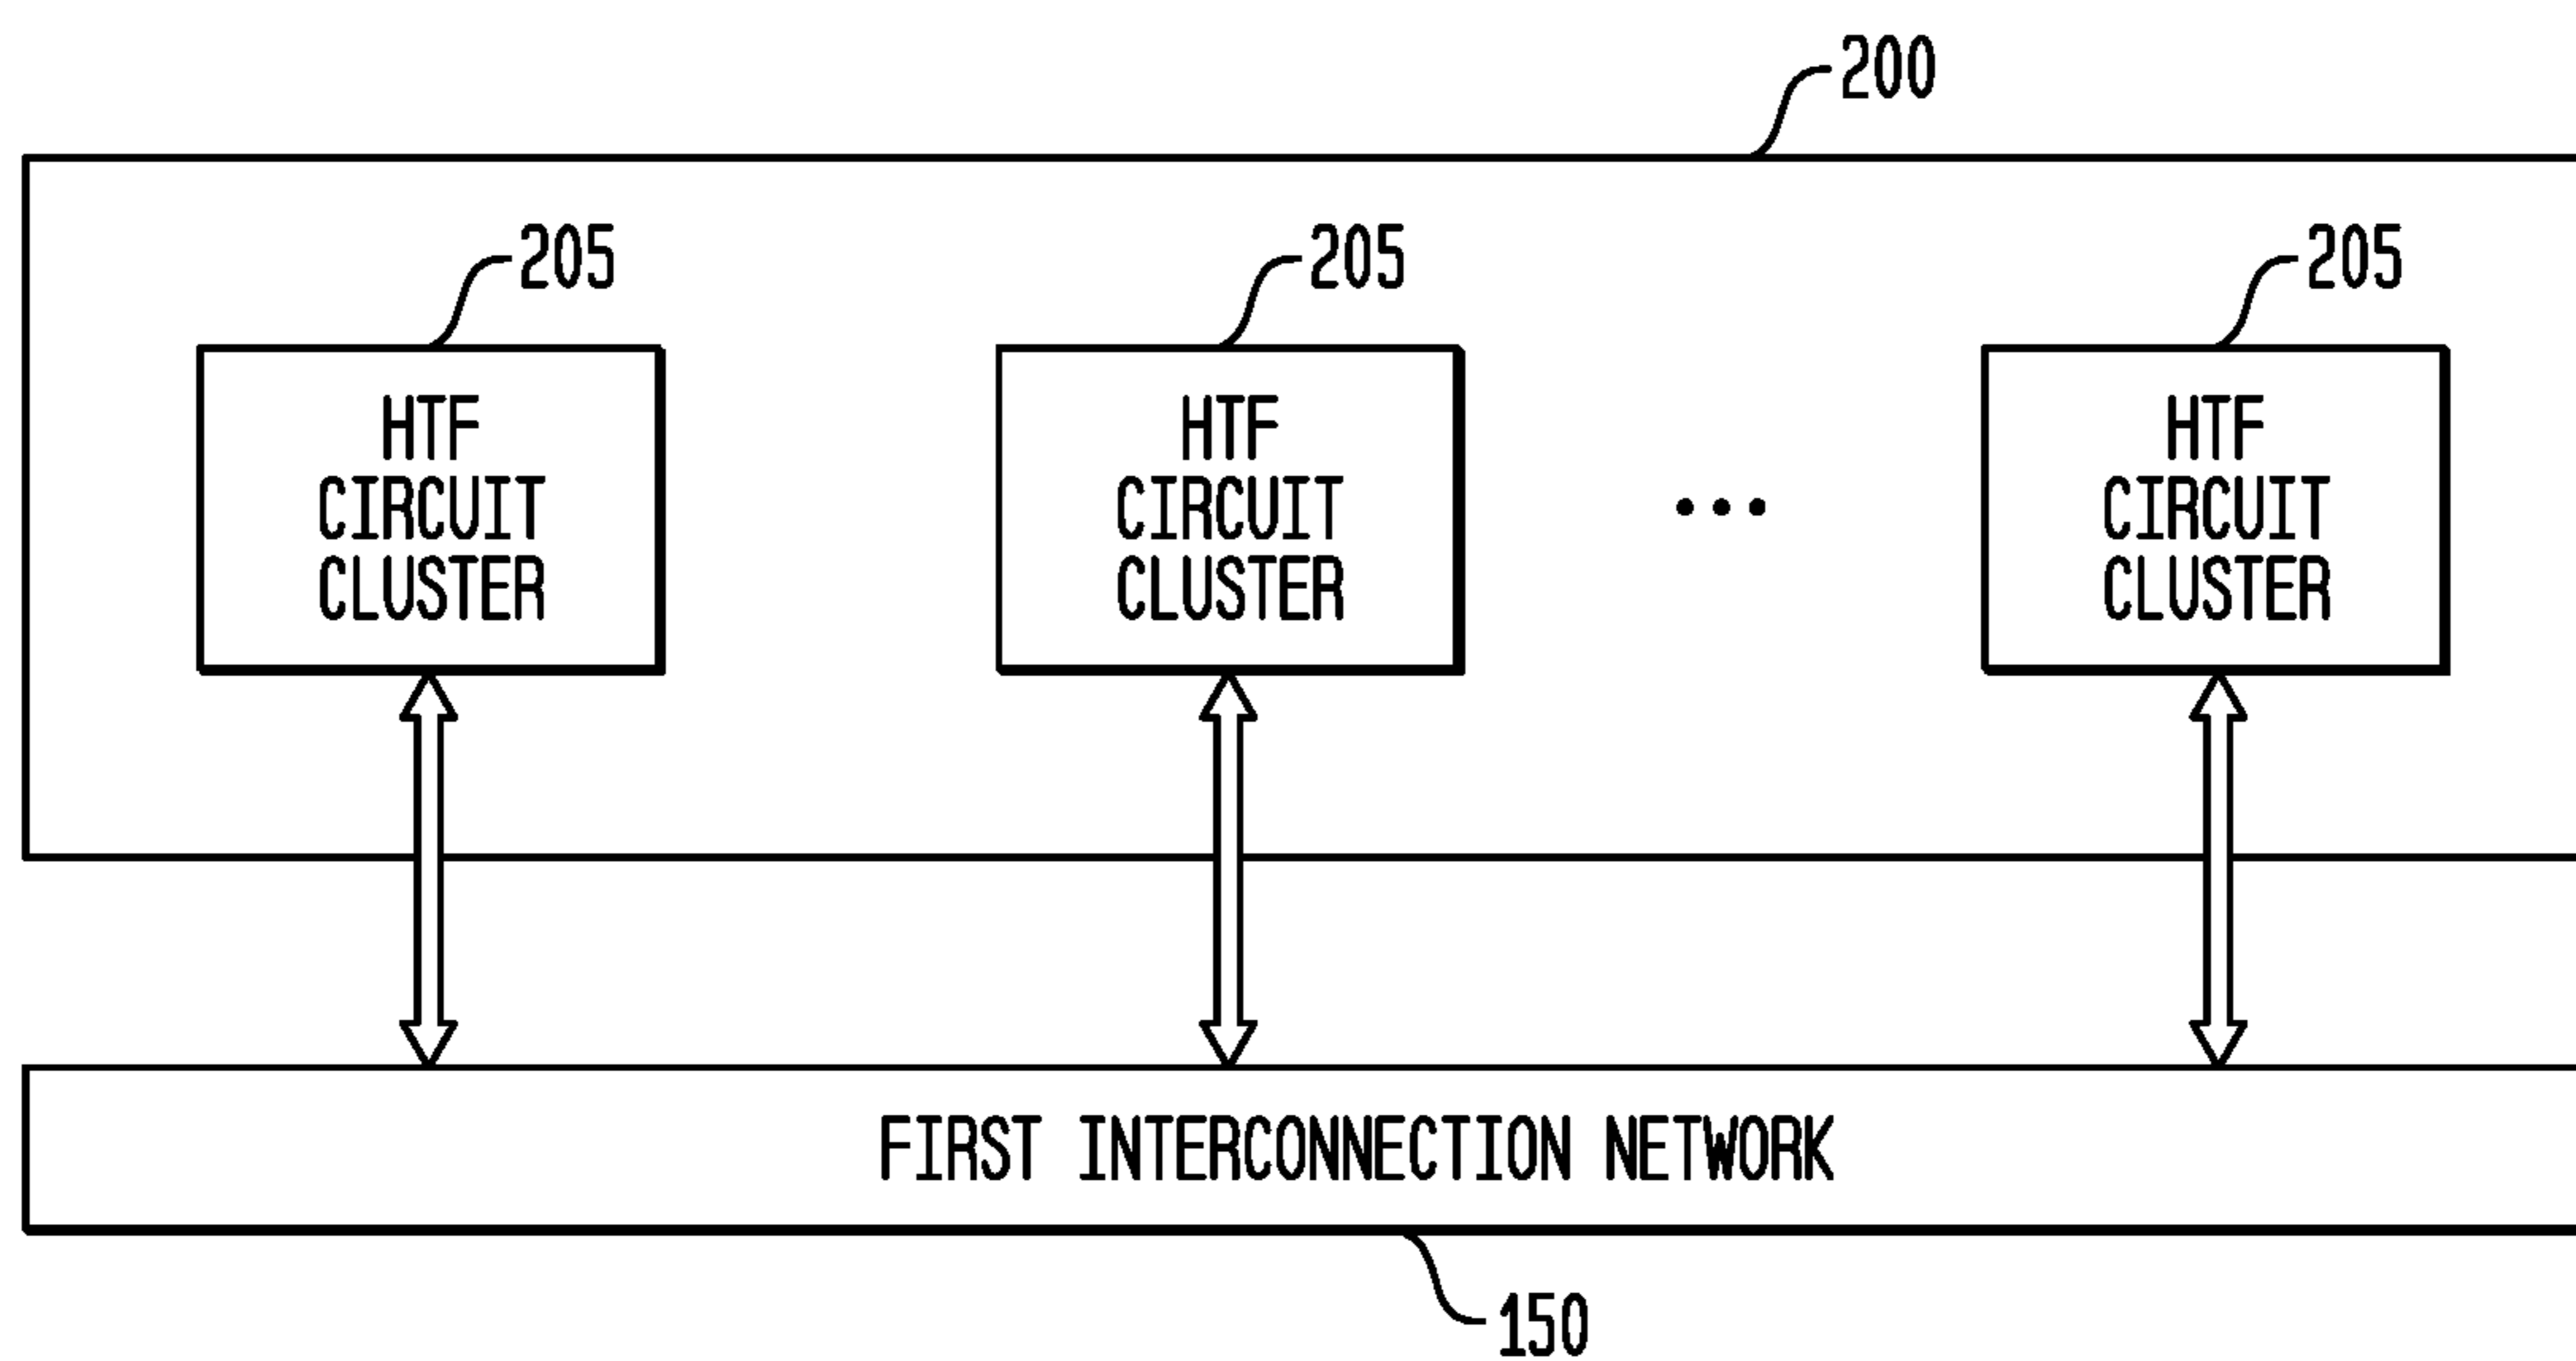 200
205
205
205
HTF
CIRCUIT
CLUSTER
HTF
CIRCUIT
CLUSTER
...
HTF
CIRCUIT
CLUSTER
FIRST INTERCONNECTION NETWORK
150